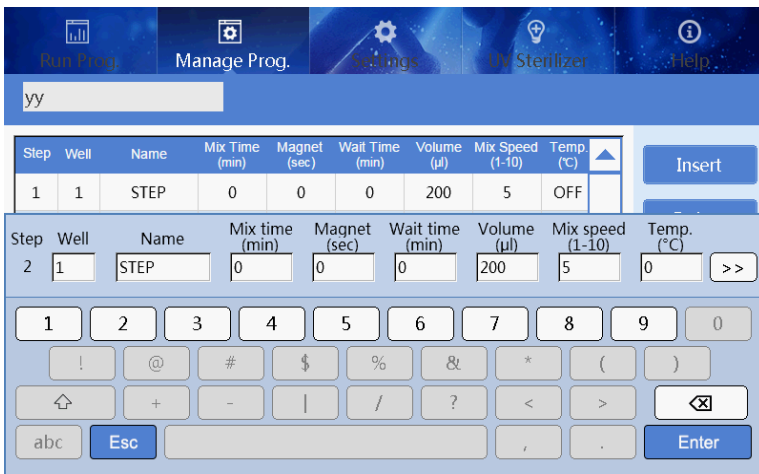 Run Prog. Manage Prog. Settings UV Sterilizer Help
yy
Step Well Name Mix Time (min) Magnet (sec) Wait Time (min) Volume (µl) Mix Speed (1-10) Temp. (℃)
Insert
1 1 STEP 0 0 0 200 5 OFF
Step Well Name Mix time (min) Magnet (sec) Wait time (min) Volume (µl) Mix speed (1-10) Temp. (°C)
2 1 STEP 0 0 0 200 5 0 >>
1 2 3 4 5 6 7 8 9 0
! @ # $ % & * ( )
+ - | / ? < >
abc Esc , . Enter